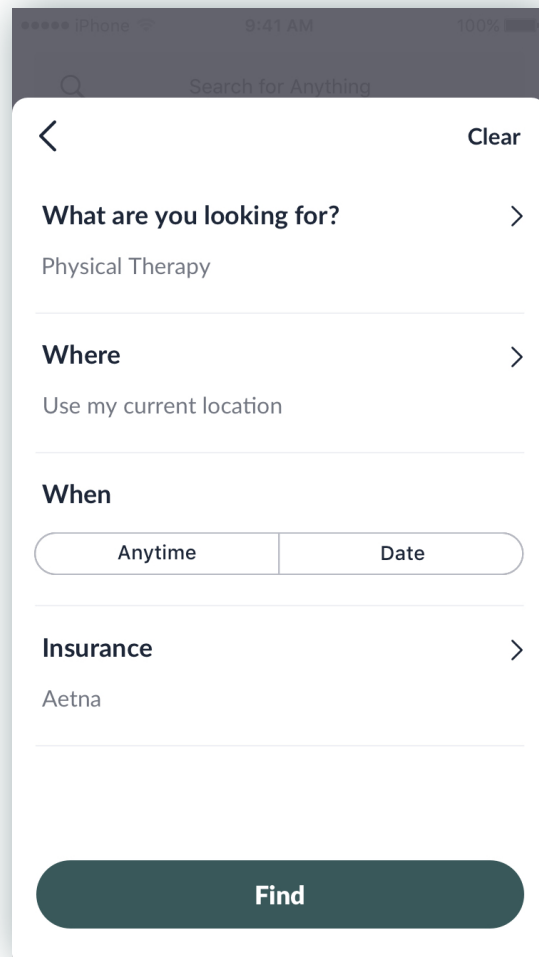 iPhone 9:41 AM 100%
Search for Anything
Clear
What are you looking for?
Physical Therapy
Where
Use my current location
When
Anytime Date
Insurance
Aetna
Find